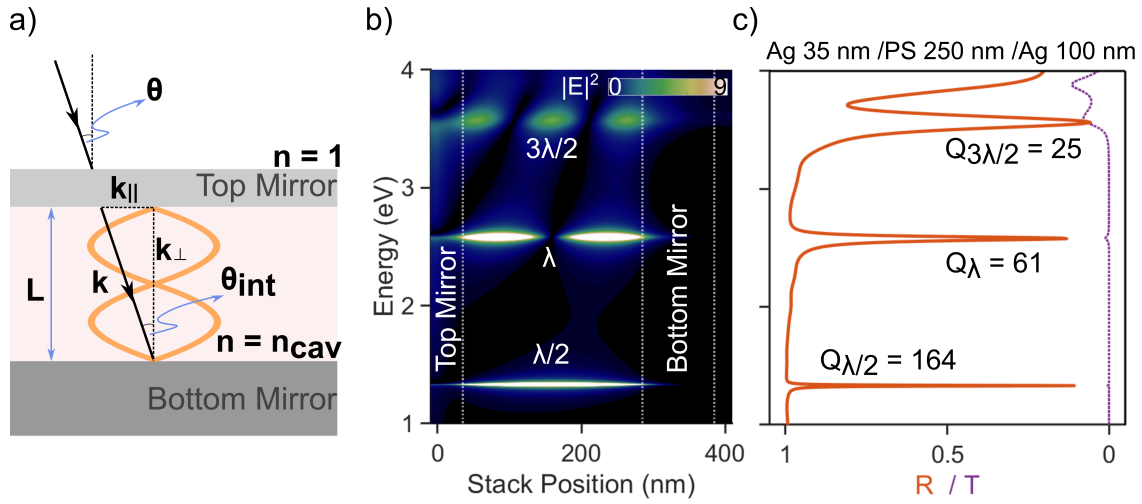 a)
θ
n = 1
Top Mirror
k∥
k⊥
L
k
θint
n = ncav
Bottom Mirror
b)
|E|² 0 9
4
3
2
1
Energy (eV)
3λ/2
λ
λ/2
Top Mirror
Bottom Mirror
0 200 400
Stack Position (nm)
c)
Ag 35 nm /PS 250 nm /Ag 100 nm
Q3λ/2 = 25
Qλ = 61
Qλ/2 = 164
1 0.5 0
R / T